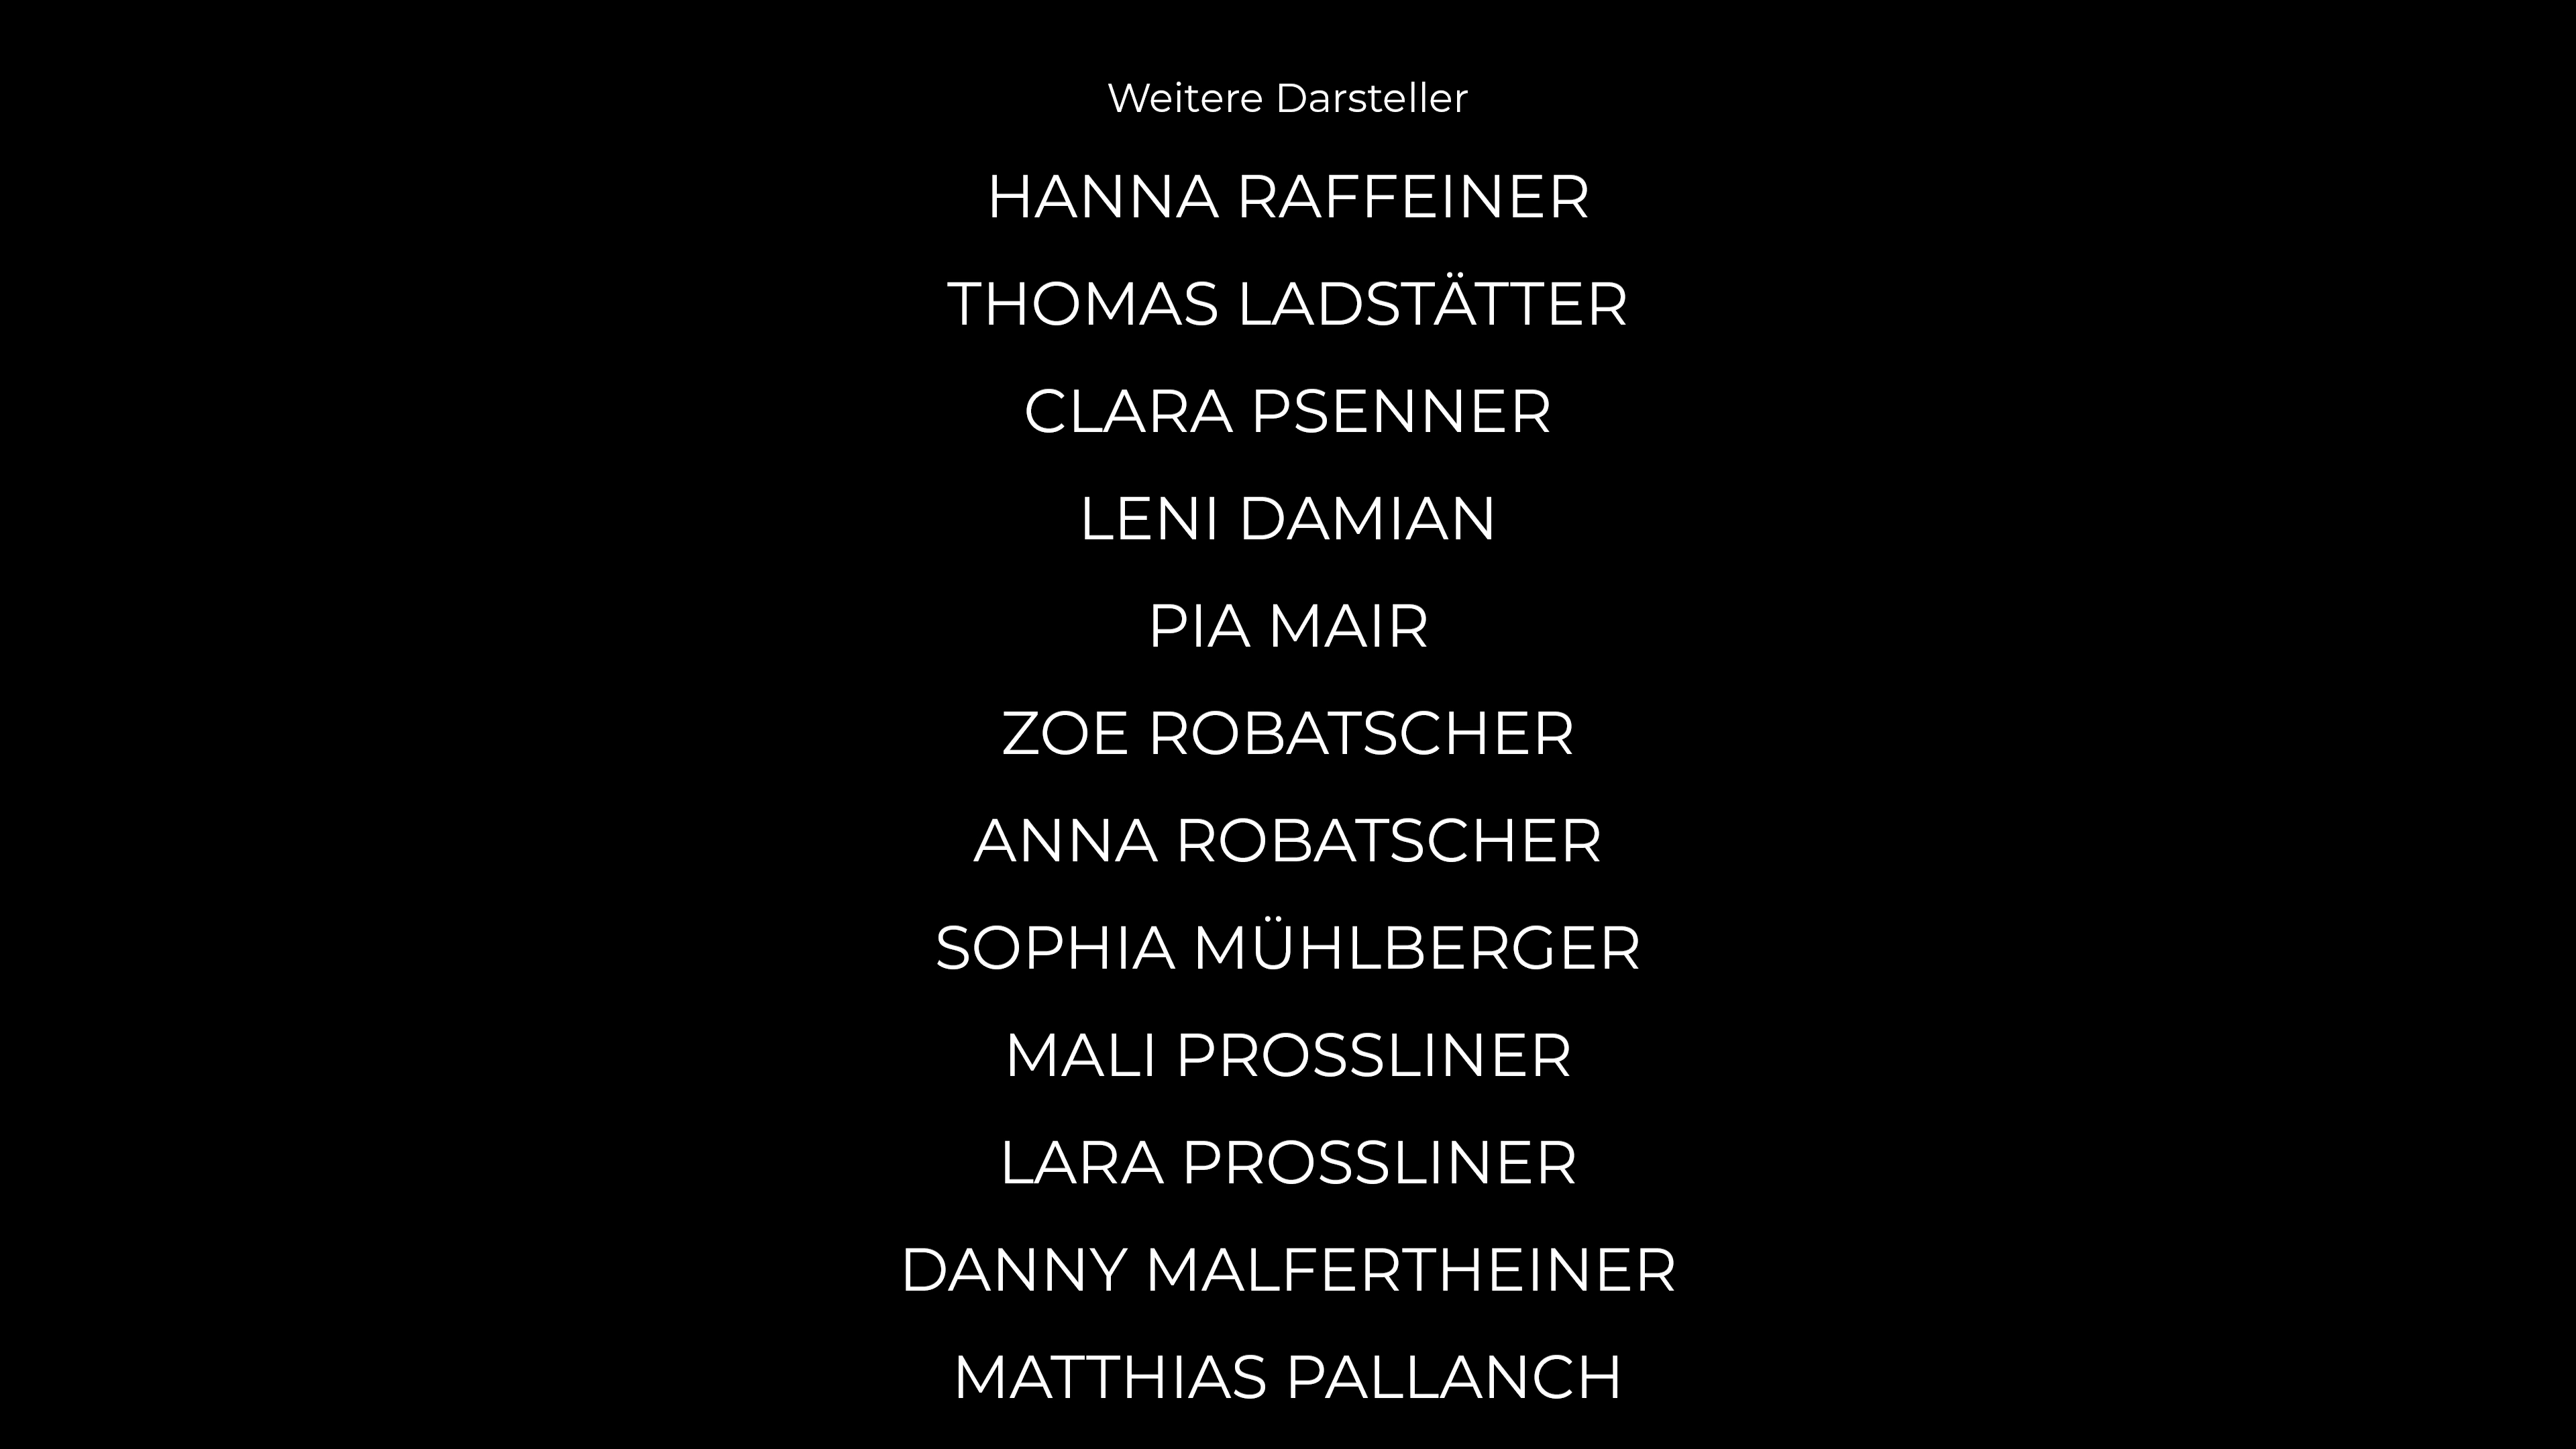 Weitere Darsteller
HANNA RAFFEINER
THOMAS LADSTÄTTER
CLARA PSENNER
LENI DAMIAN
PIA MAIR
ZOE ROBATSCHER
ANNA ROBATSCHER
SOPHIA MÜHLBERGER
MALI PROSSLINER
LARA PROSSLINER
DANNY MALFERTHEINER
MATTHIAS PALLANCH